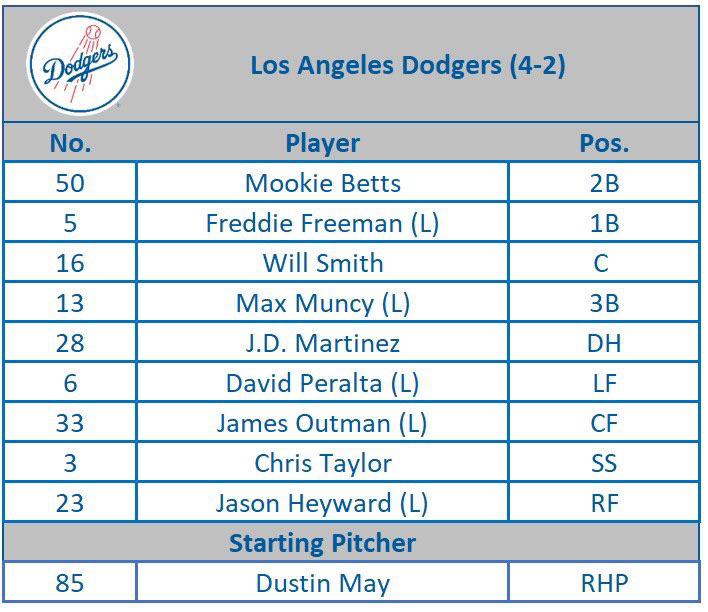 Dodgers
Los Angeles Dodgers (4-2)
No. Player Pos.
50 Mookie Betts 2B
5 Freddie Freeman (L) 1B
16 Will Smith C
13 Max Muncy (L) 3B
28 J.D. Martinez DH
6 David Peralta (L) LF
33 James Outman (L) CF
3 Chris Taylor SS
23 Jason Heyward (L) RF
Starting Pitcher
85 Dustin May RHP